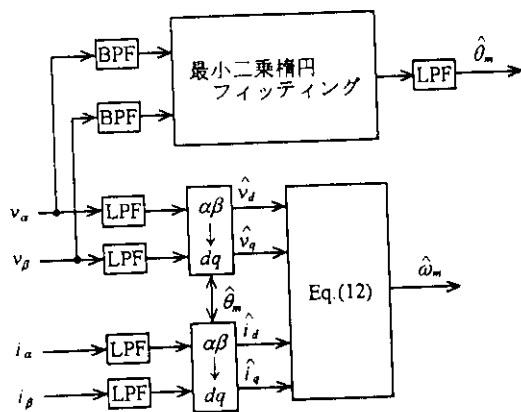 BPF
BPF
最小二乗楕円
フィッティング
LPF
θ̂m
vα
vβ
LPF
LPF
αβ
↓
dq
v̂d
v̂q
θ̂m
Eq.(12)
ω̂m
iα
iβ
LPF
LPF
αβ
↓
dq
îd
îq